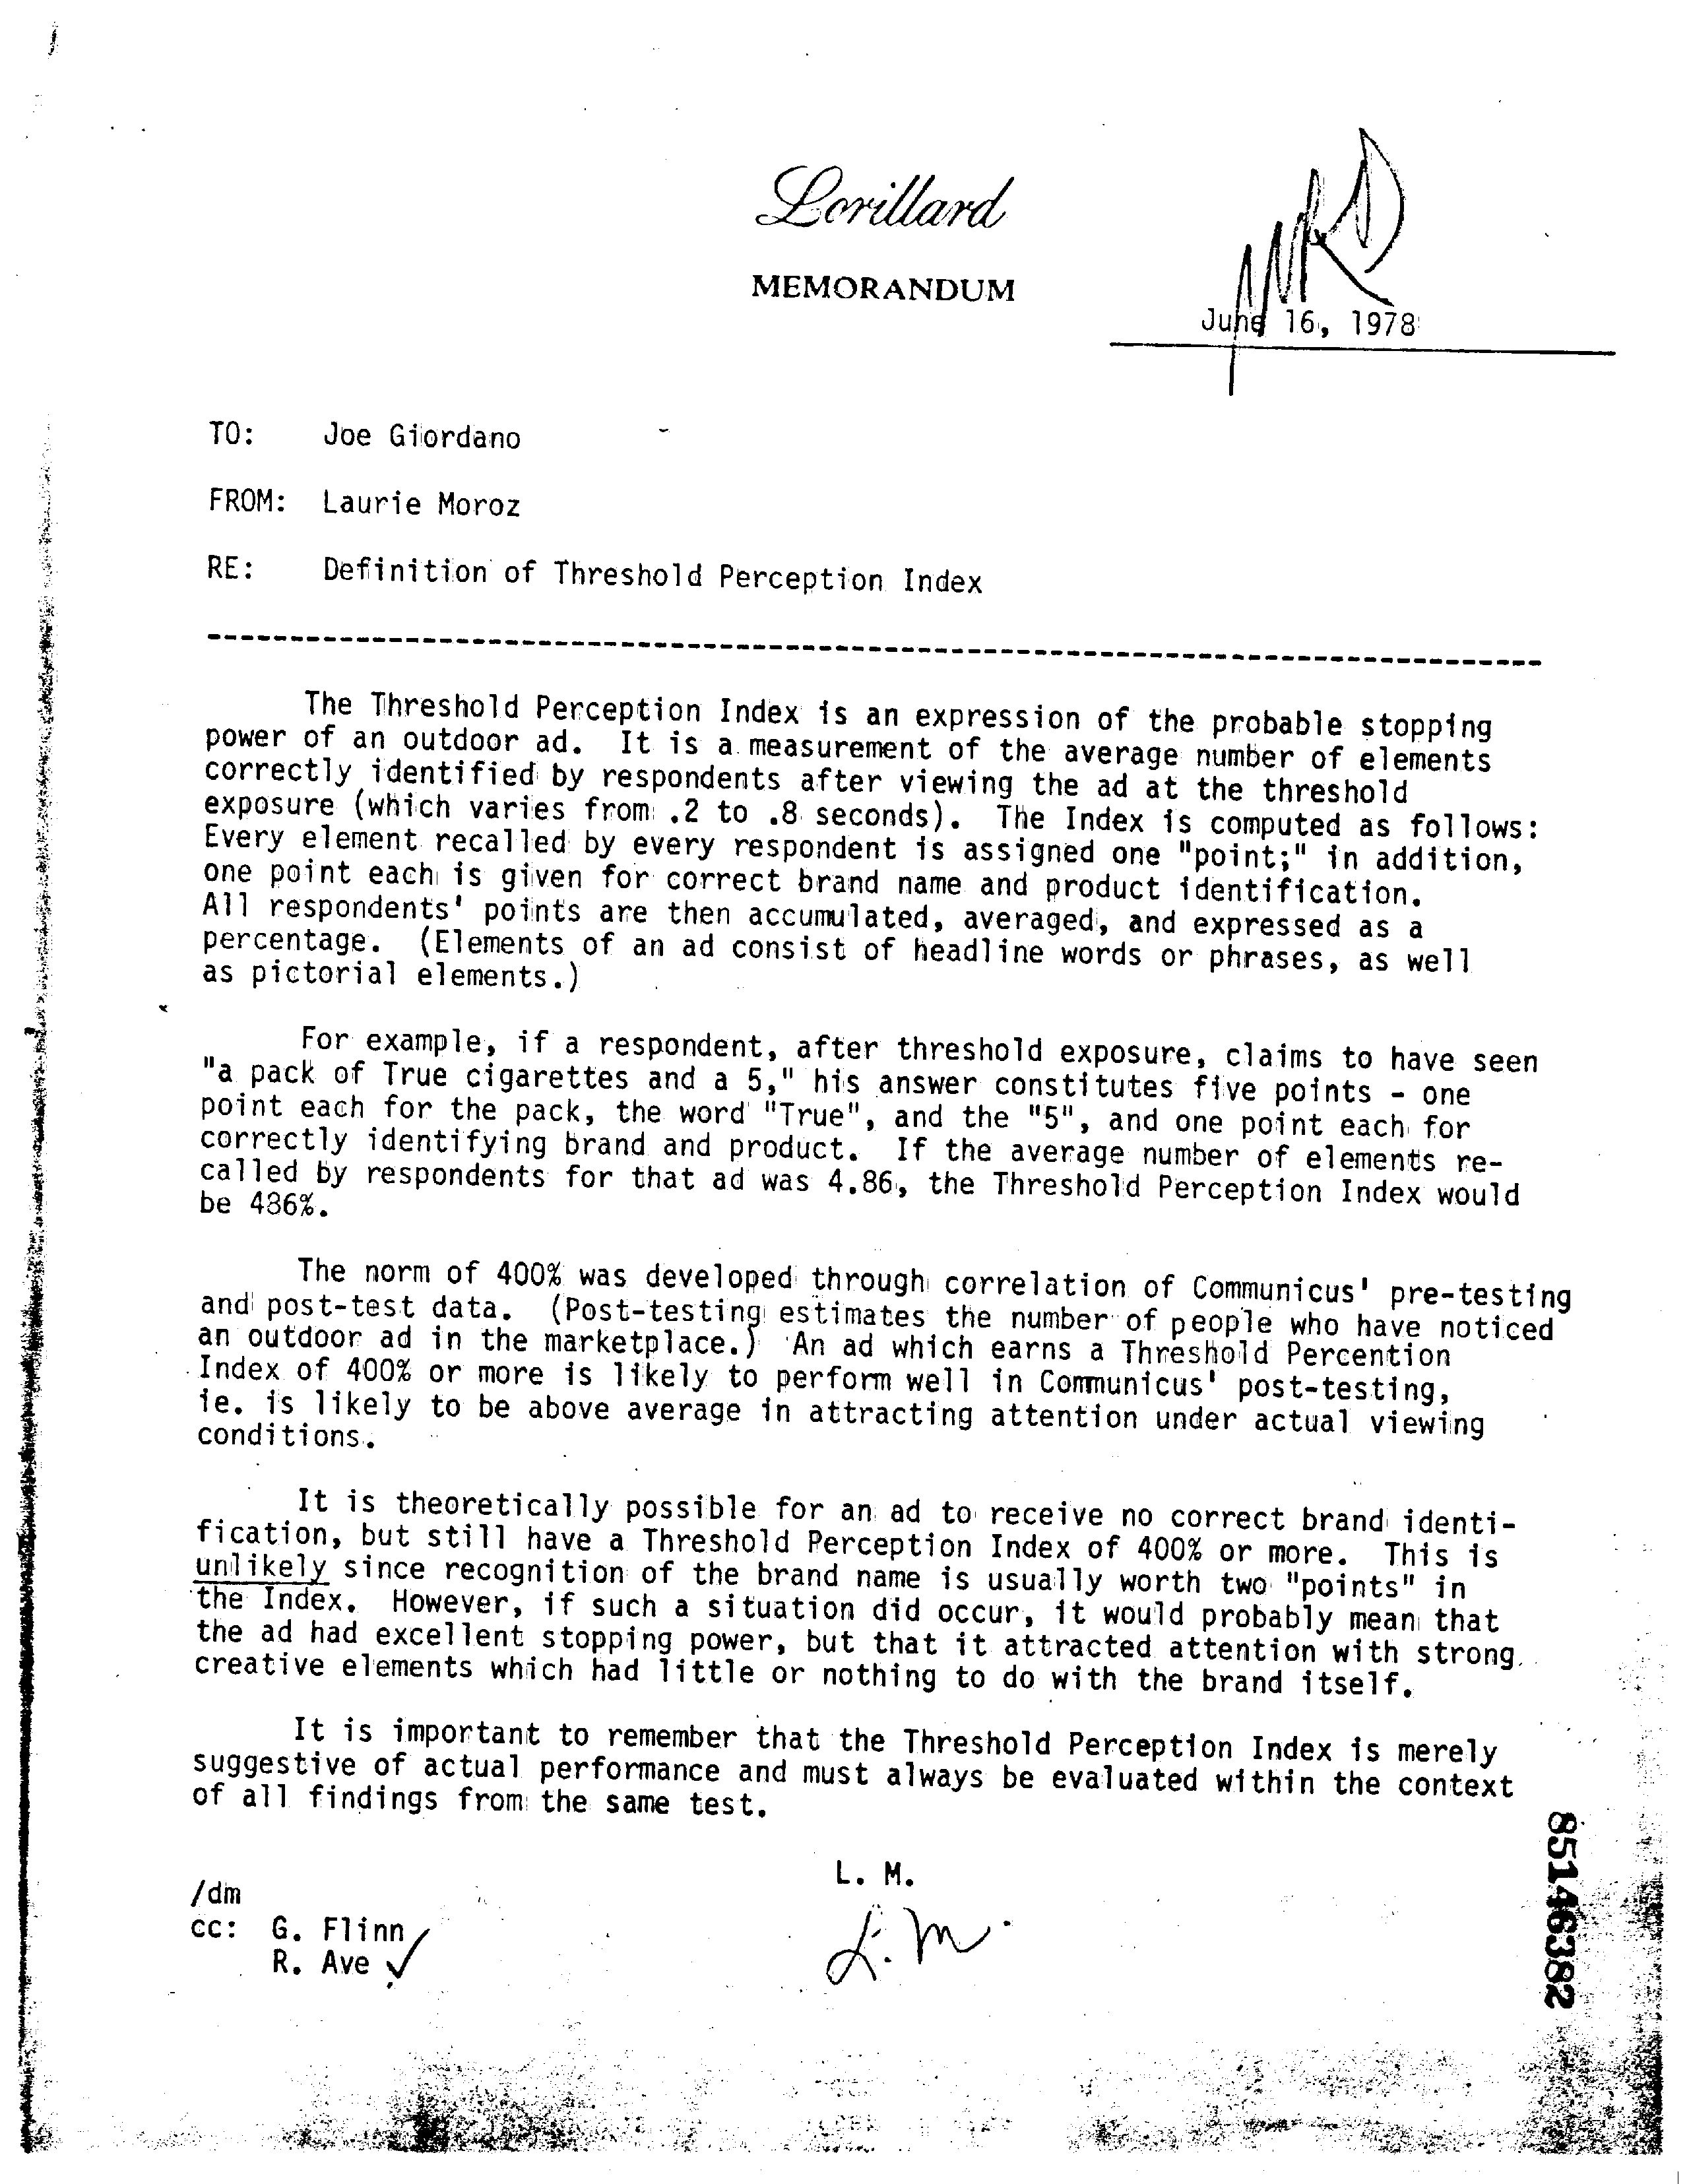 Lorillard
MEMORANDUM
June 16, 1978
TO: Joe Giordano
FROM: Laurie Moroz
RE: Definition of Threshold Perception Index
--------------------------------------------------------------------------------
The Threshold Perception Index is an expression of the probable stopping
power of an outdoor ad. It is a measurement of the average number of elements
correctly identified by respondents after viewing the ad at the threshold
exposure (which varies from .2 to .8 seconds). The Index is computed as follows:
Every element recalled by every respondent is assigned one "point;" in addition,
one point each is given for correct brand name and product identification.
All respondents' points are then accumulated, averaged, and expressed as a
percentage. (Elements of an ad consist of headline words or phrases, as well
as pictorial elements.)
For example, if a respondent, after threshold exposure, claims to have seen
"a pack of True cigarettes and a 5," his answer constitutes five points - one
point each for the pack, the word "True", and the "5", and one point each for
correctly identifying brand and product. If the average number of elements re-
called by respondents for that ad was 4.86, the Threshold Perception Index would
be 486%.
The norm of 400% was developed through correlation of Communicus' pre-testing
and post-test data. (Post-testing estimates the number of people who have noticed
an outdoor ad in the marketplace.) An ad which earns a Threshold Percention
Index of 400% or more is likely to perform well in Communicus' post-testing,
ie. is likely to be above average in attracting attention under actual viewing
conditions.
It is theoretically possible for an ad to receive no correct brand identi-
fication, but still have a Threshold Perception Index of 400% or more. This is
unlikely since recognition of the brand name is usually worth two "points" in
the Index. However, if such a situation did occur, it would probably mean that
the ad had excellent stopping power, but that it attracted attention with strong
creative elements which had little or nothing to do with the brand itself.
It is important to remember that the Threshold Perception Index is merely
suggestive of actual performance and must always be evaluated within the context
of all findings from the same test.
L. M.
L. M.
/dm
cc: G. Flinn
R. Ave
85146382